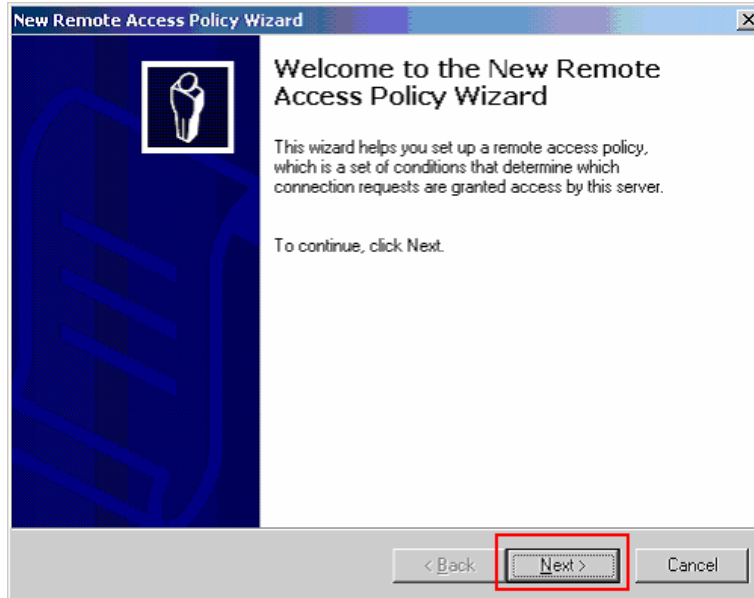 New Remote Access Policy Wizard
Welcome to the New Remote
Access Policy Wizard
This wizard helps you set up a remote access policy,
which is a set of conditions that determine which
connection requests are granted access by this server.
To continue, click Next.
< Back
Next >
Cancel